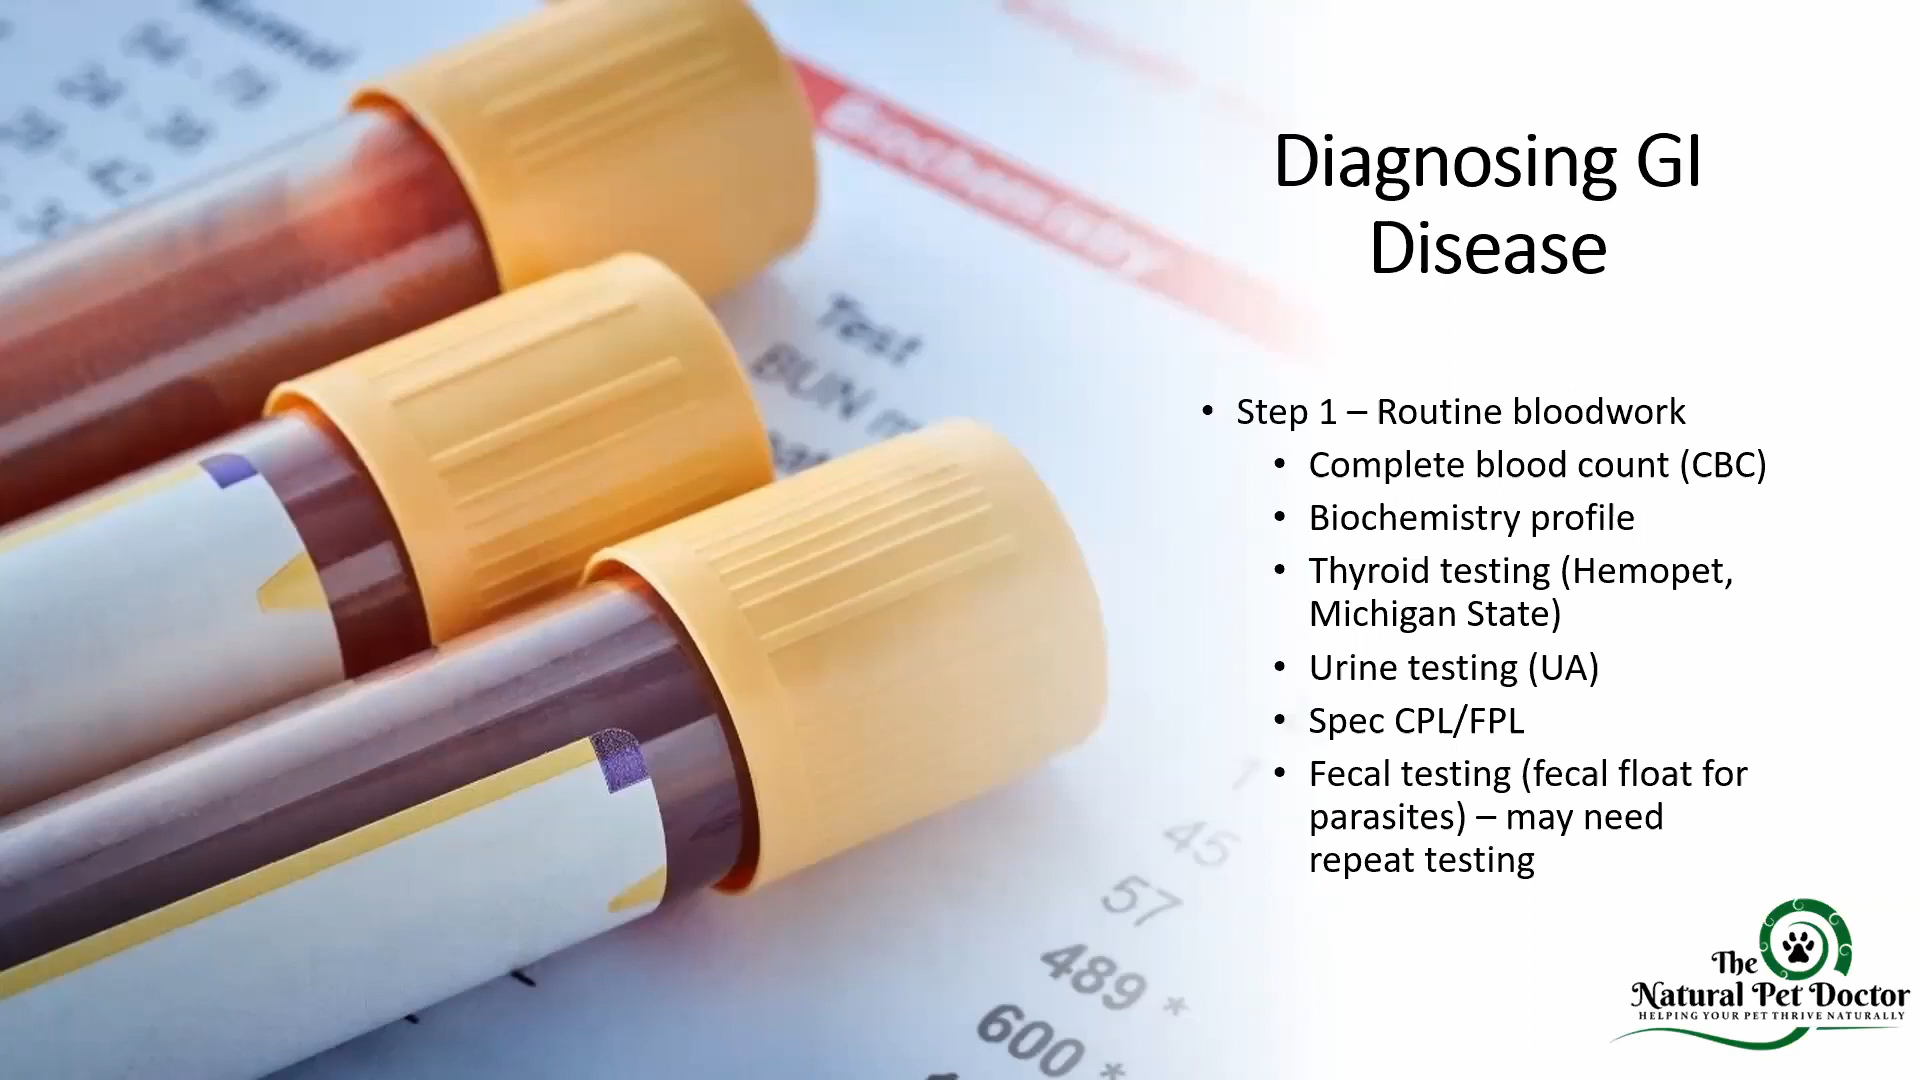 Normal
Biochemistry
Test
BUN
Diagnosing GI
Disease
• Step 1 – Routine bloodwork
• Complete blood count (CBC)
• Biochemistry profile
• Thyroid testing (Hemopet,
Michigan State)
• Urine testing (UA)
• Spec CPL/FPL
• Fecal testing (fecal float for
parasites) – may need
repeat testing
45
57
489 *
600 *
The
Natural Pet Doctor
HELPING YOUR PET THRIVE NATURALLY